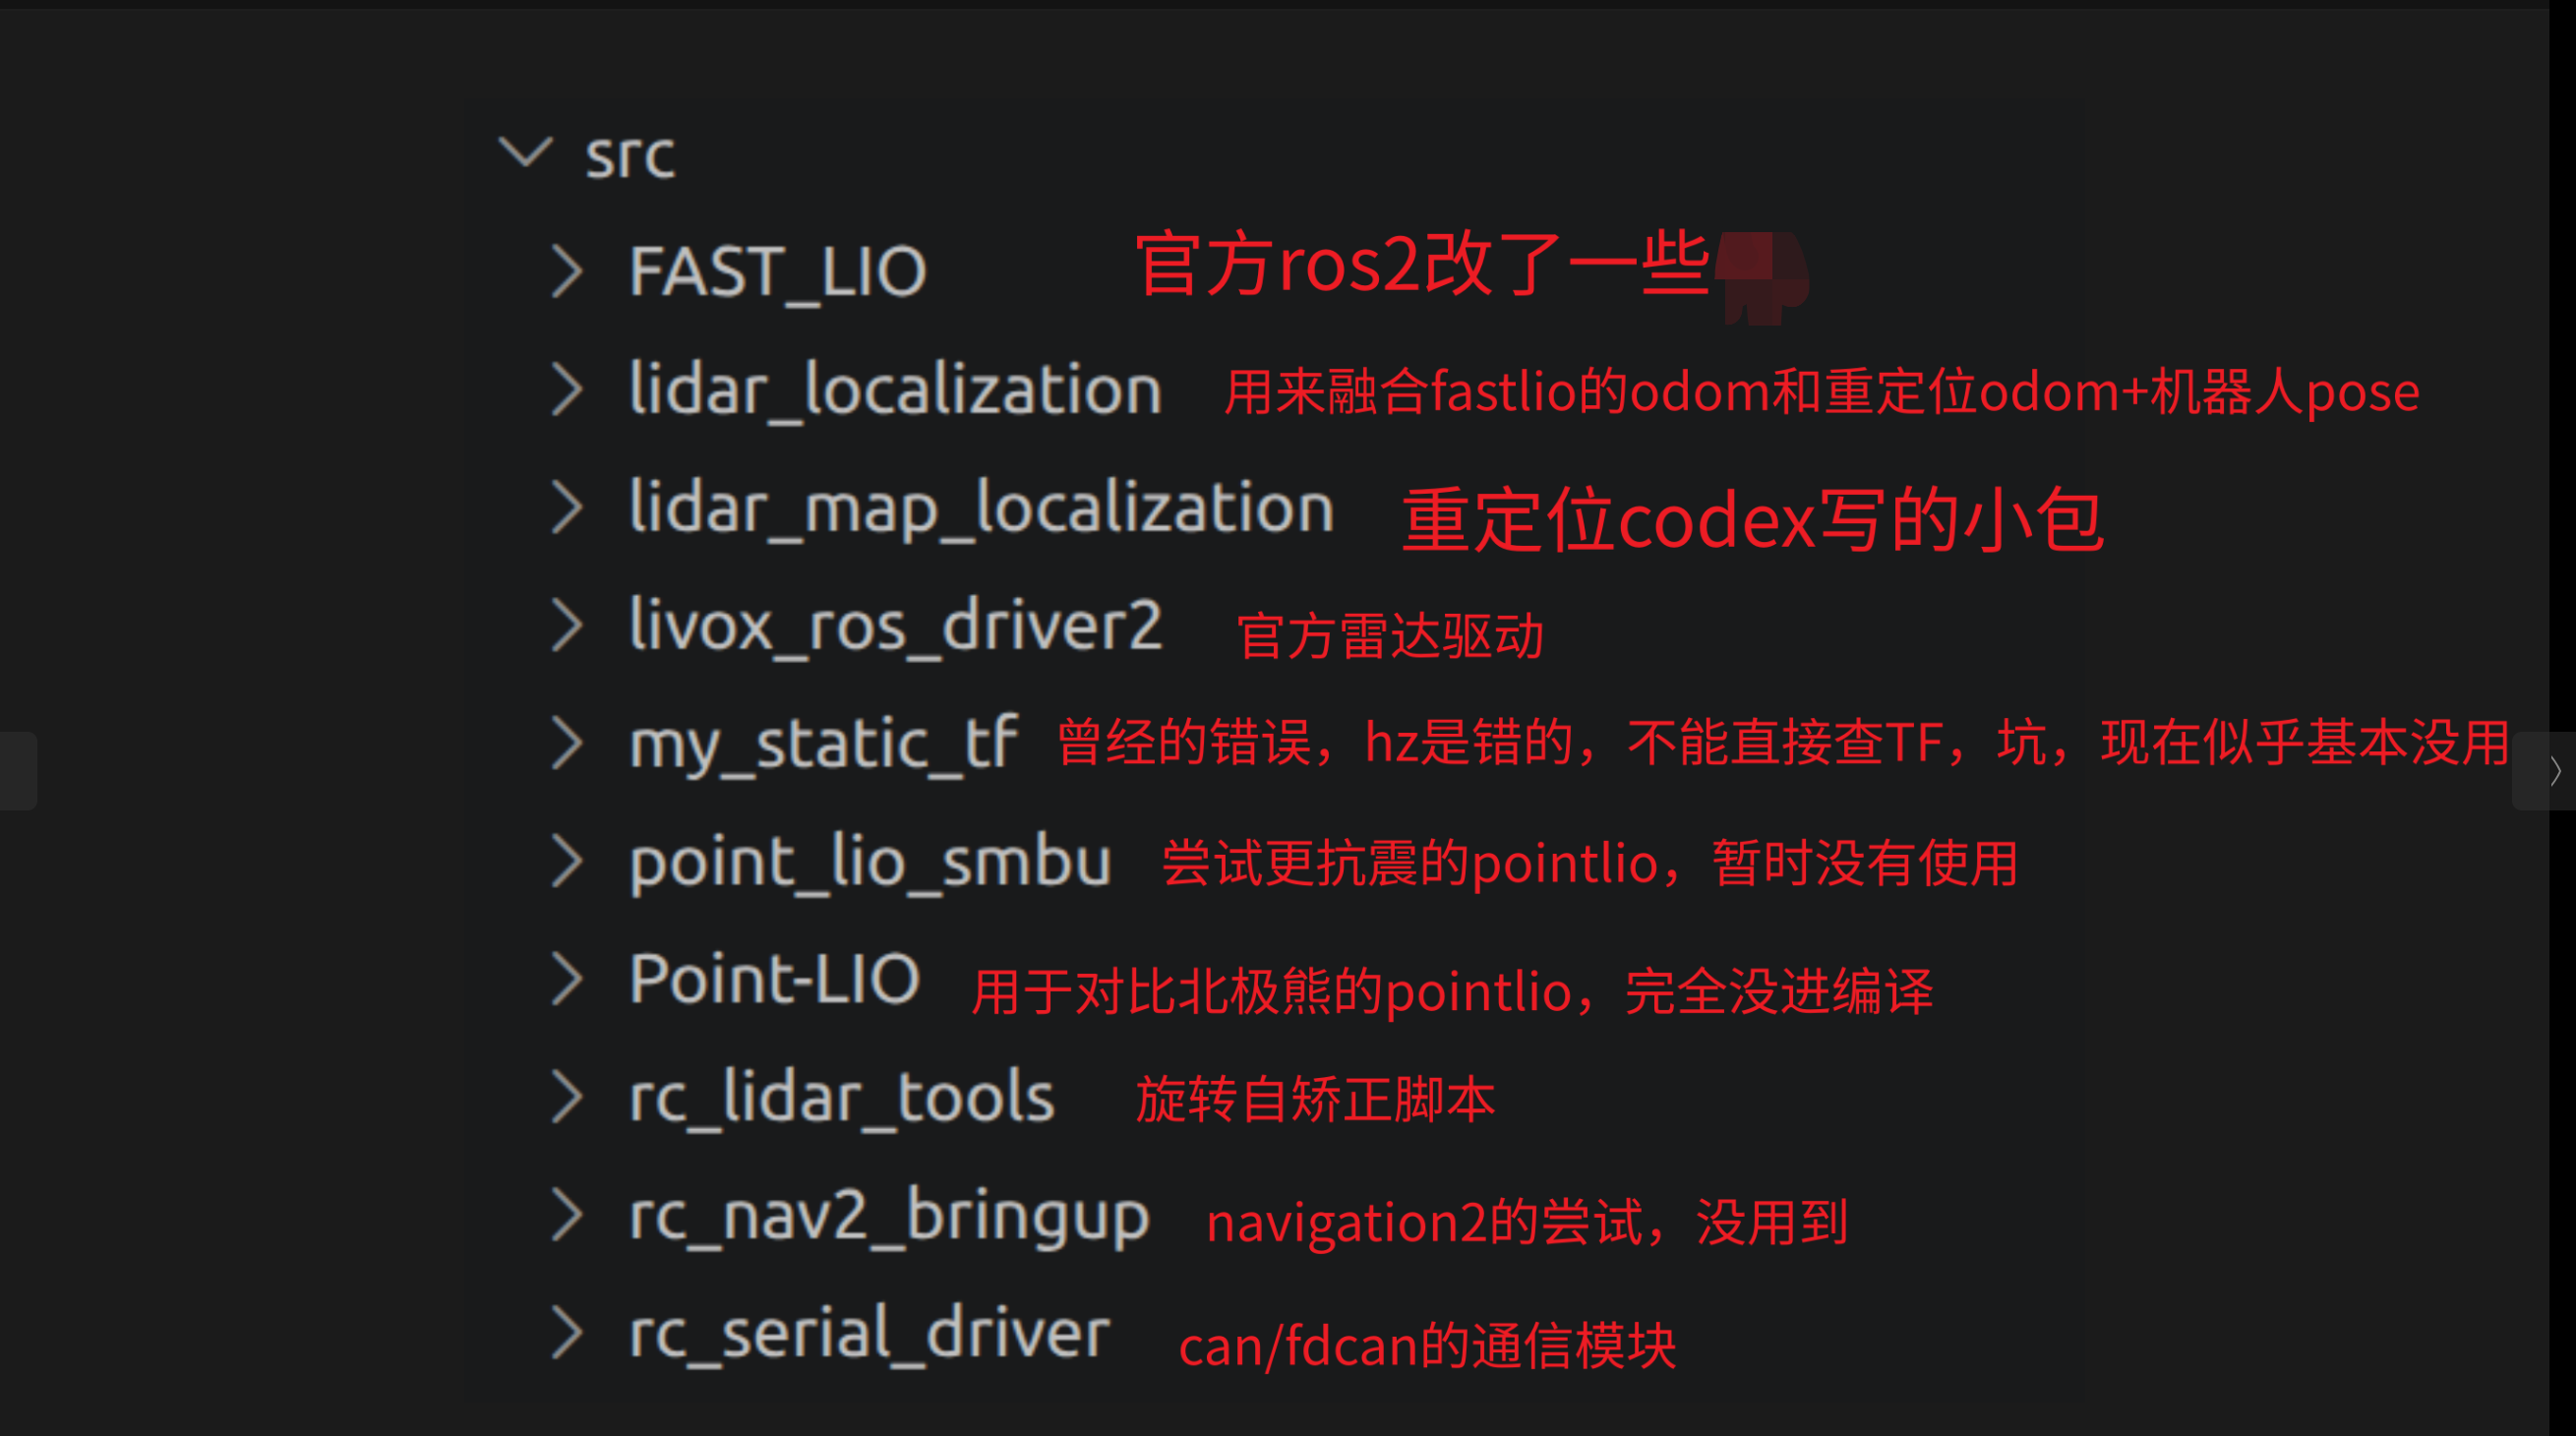 src
FAST_LIO 官方ros2改了一些
lidar_localization 用来融合fastlio的odom和重定位odom+机器人pose
lidar_map_localization 重定位codex写的小包
livox_ros_driver2 官方雷达驱动
my_static_tf 曾经的错误，hz是错的，不能直接查TF，坑，现在似乎基本没用
point_lio_smbu 尝试更抗震的pointlio，暂时没有使用
Point-LIO 用于对比北极熊的pointlio，完全没进编译
rc_lidar_tools 旋转自矫正脚本
rc_nav2_bringup navigation2的尝试，没用到
rc_serial_driver can/fdcan的通信模块